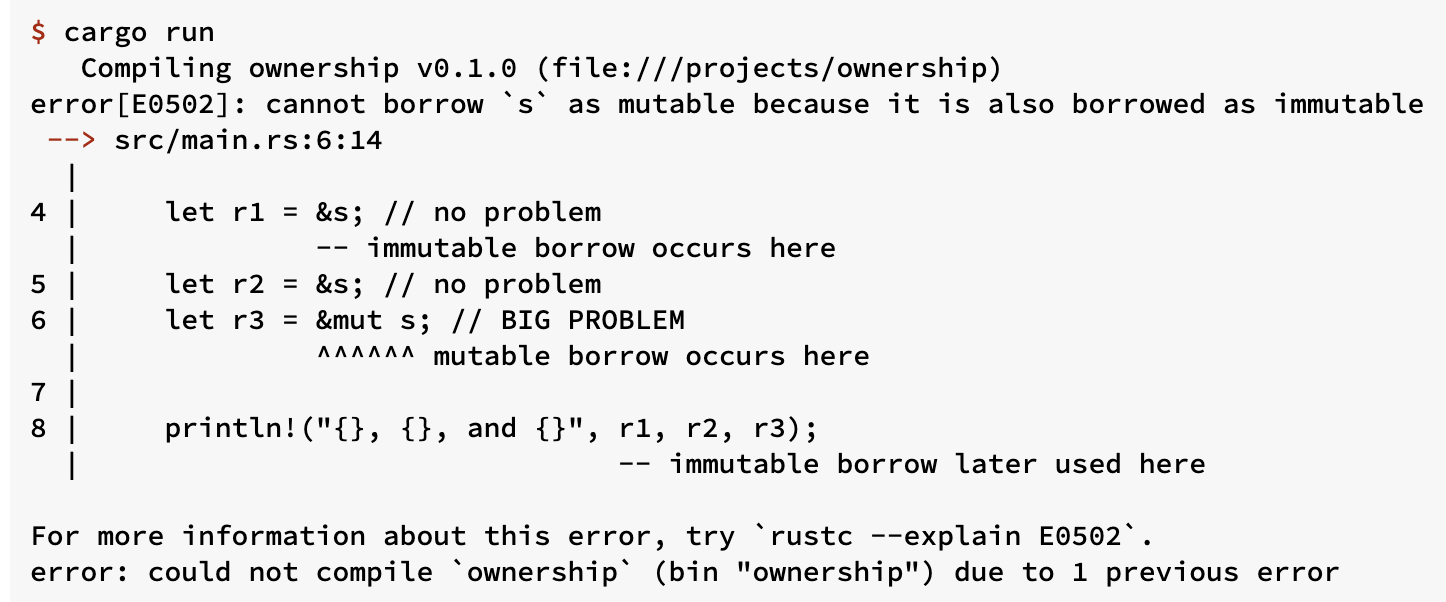 $ cargo run
   Compiling ownership v0.1.0 (file:///projects/ownership)
error[E0502]: cannot borrow `s` as mutable because it is also borrowed as immutable
 --> src/main.rs:6:14
  |
4 |     let r1 = &s; // no problem
  |              -- immutable borrow occurs here
5 |     let r2 = &s; // no problem
6 |     let r3 = &mut s; // BIG PROBLEM
  |              ^^^^^^ mutable borrow occurs here
7 |
8 |     println!("{}, {}, and {}", r1, r2, r3);
  |                                -- immutable borrow later used here

For more information about this error, try `rustc --explain E0502`.
error: could not compile `ownership` (bin "ownership") due to 1 previous error